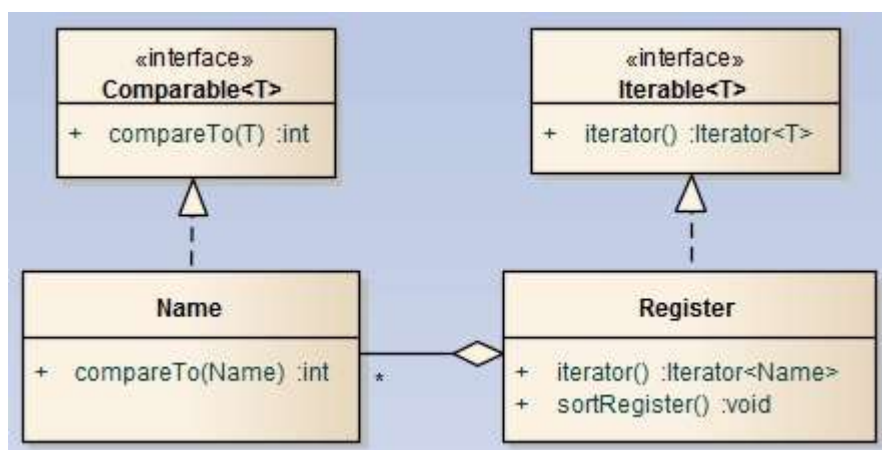 «interface»
Comparable<T>
+ compareTo(T) :int
«interface»
Iterable<T>
+ iterator() :Iterator<T>
Name
+ compareTo(Name) :int
*
Register
+ iterator() :Iterator<Name>
+ sortRegister() :void